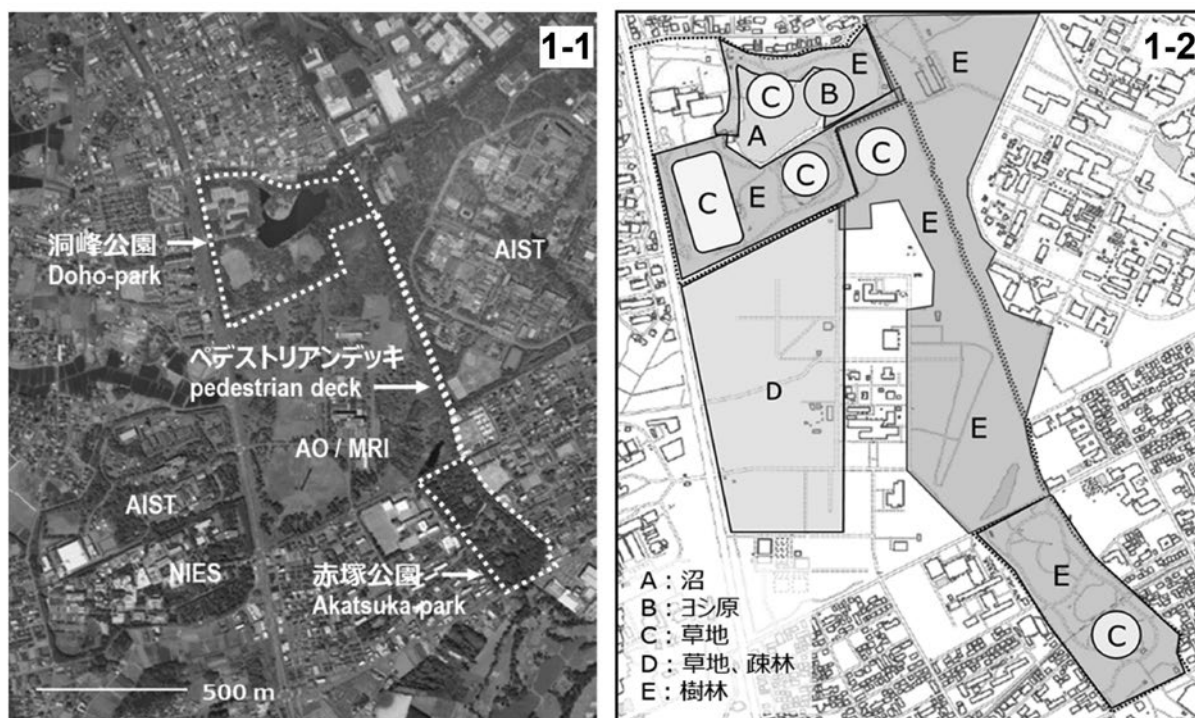 1-1
洞峰公園
Doho-park
AIST
ペデストリアンデッキ
pedestrian deck
AO / MRI
AIST
NIES
赤塚公園
Akatsuka-park
500 m
1-2
E
E
C
B
A
C
C
C
E
E
D
E
E
C
A：沼
B：ヨシ原
C：草地
D：草地、疎林
E：樹林